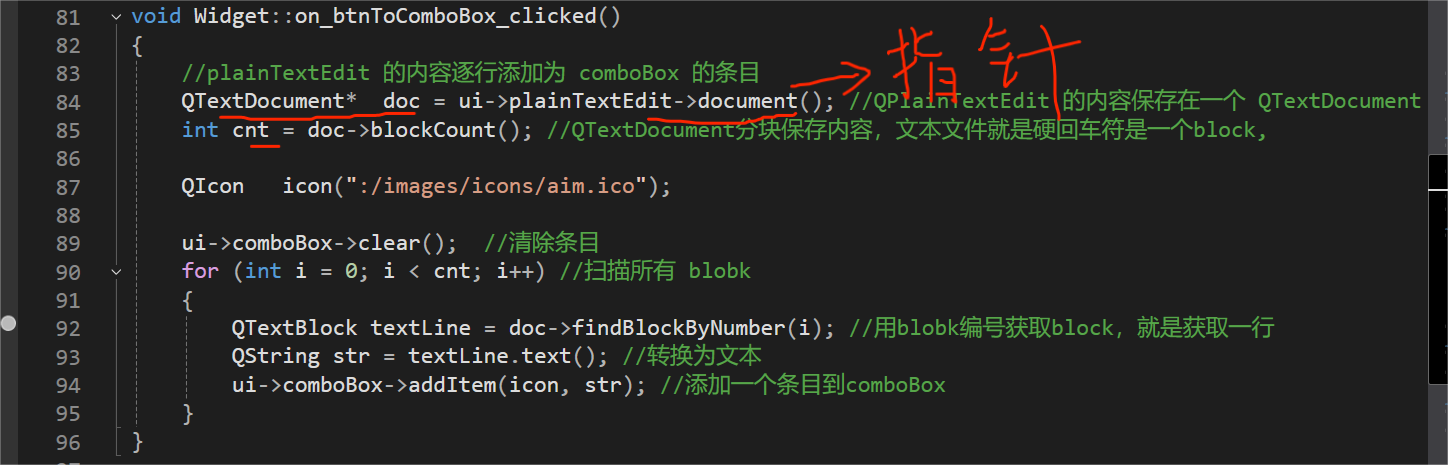 81 void Widget::on_btnToComboBox_clicked()
82 {
指针
83 //plainTextEdit 的内容逐行添加为 comboBox 的条目
84 QTextDocument* doc = ui->plainTextEdit->document(); //QPlainTextEdit 的内容保存在一个 QTextDocument
85 int cnt = doc->blockCount(); //QTextDocument分块保存内容，文本文件就是硬回车符是一个block,
86
87 QIcon icon(":/images/icons/aim.ico");
88
89 ui->comboBox->clear(); //清除条目
90 for (int i = 0; i < cnt; i++) //扫描所有 blobk
91 {
92 QTextBlock textLine = doc->findBlockByNumber(i); //用blobk编号获取block，就是获取一行
93 QString str = textLine.text(); //转换为文本
94 ui->comboBox->addItem(icon, str); //添加一个条目到comboBox
95 }
96 }